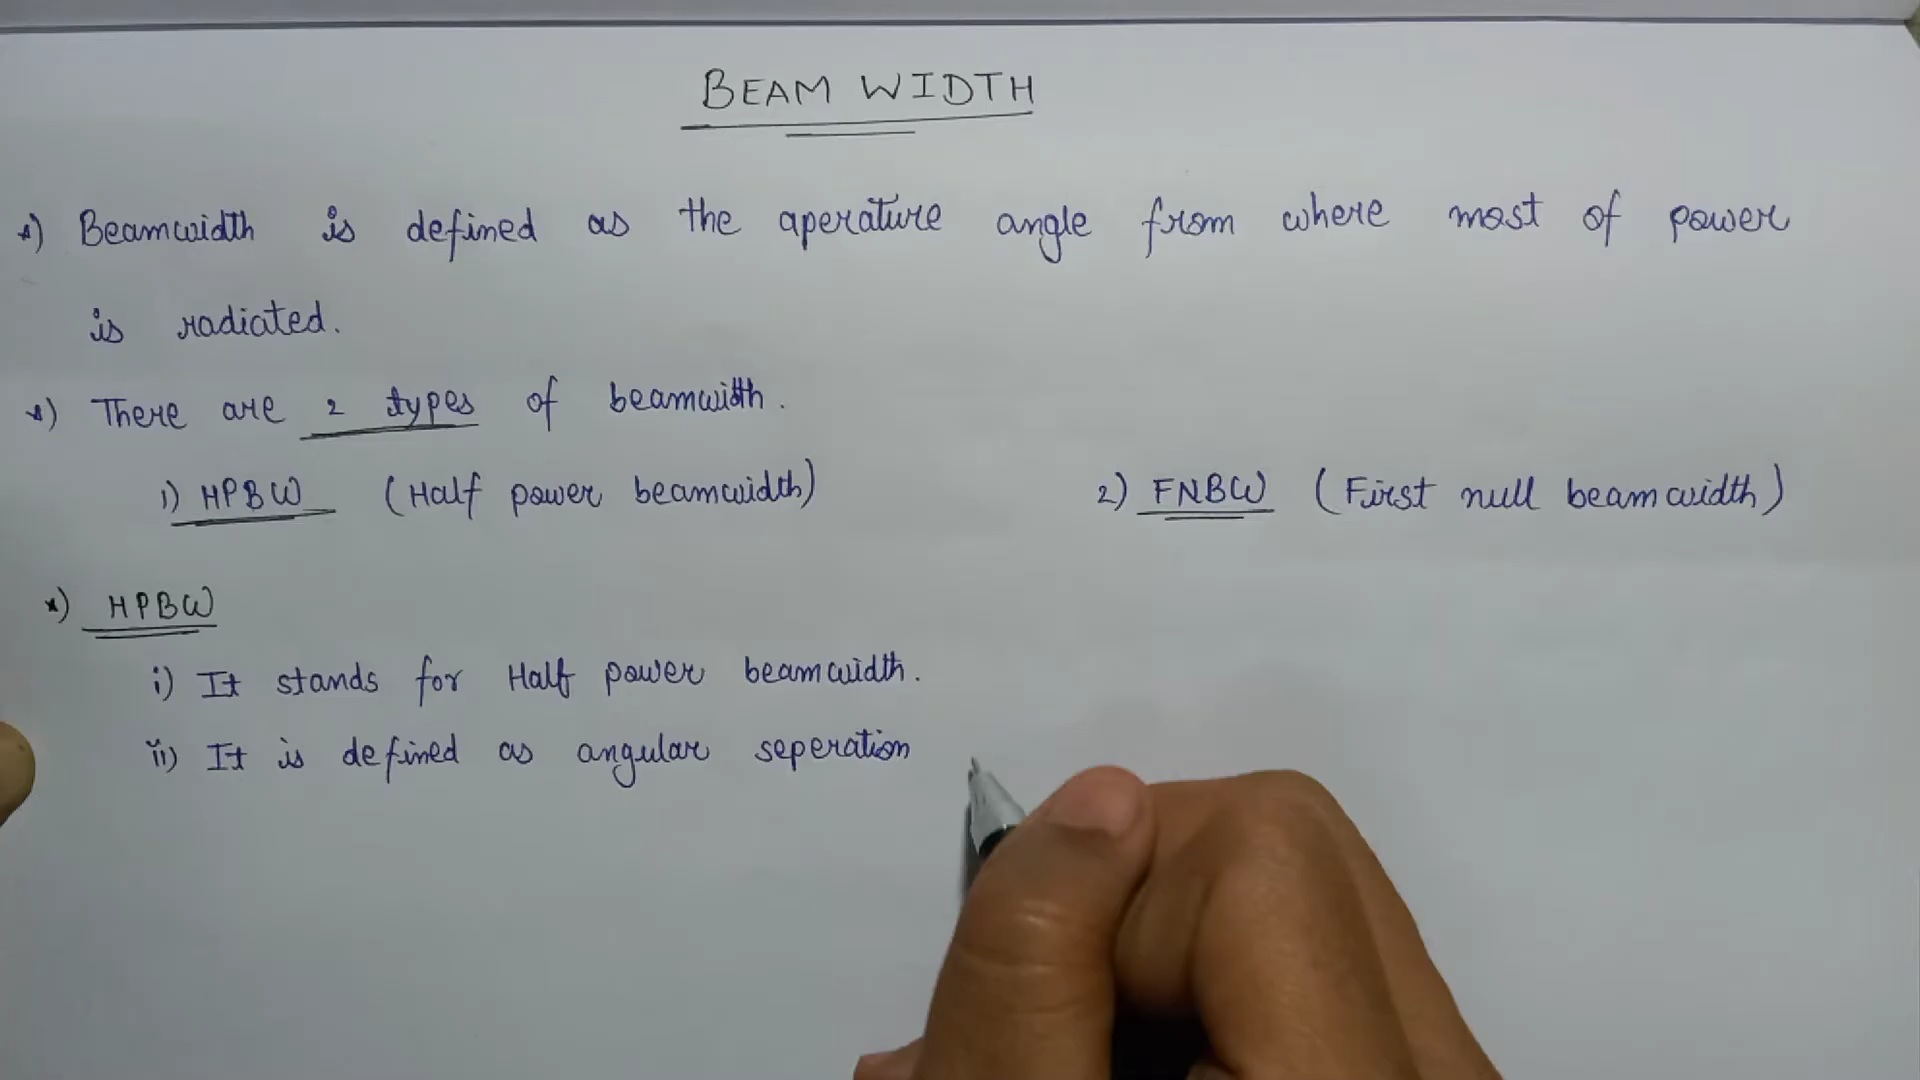 BEAM WIDTH
*) Beamwidth is defined as the aperature angle from where most of power
is radiated.
*) There are 2 types of beamwidth.
1) HPBW (Half power beamwidth) 2) FNBW (First null beamwidth)
*) HPBW
i) It stands for Half power beamwidth.
ii) It is defined as angular seperation